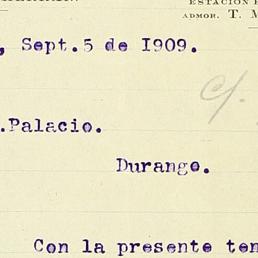 ESTACION
ADMOR. T. M
, Sept. 5 de 1909.
c/.
.Palacio.
Durango.
Con la presente ten